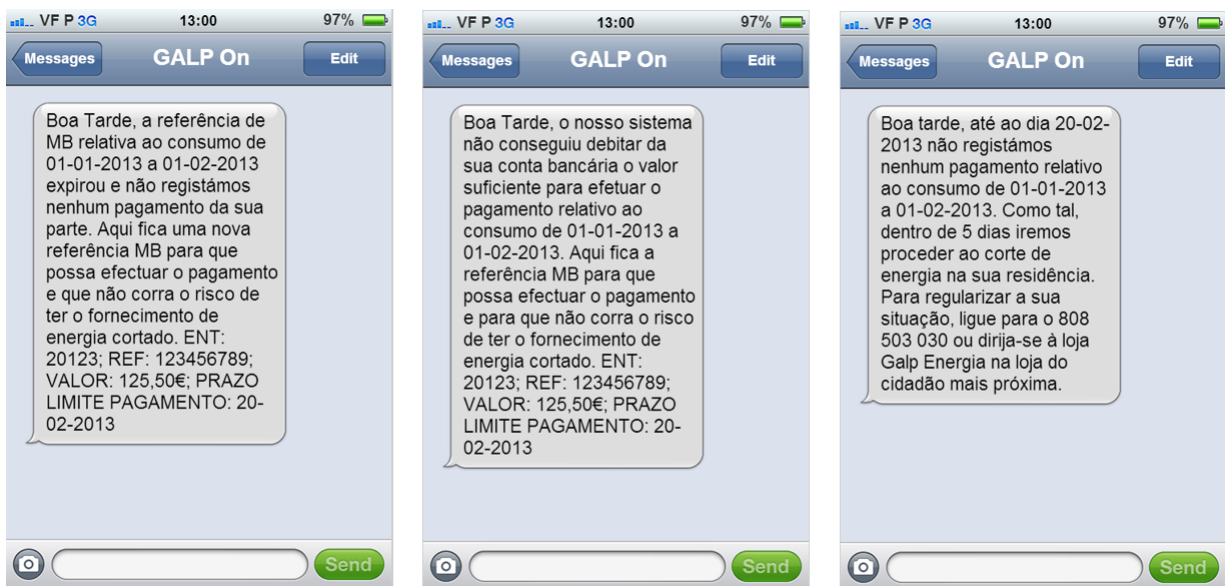 VF P 3G 13:00 97%
Messages GALP On Edit
Boa Tarde, a referência de
MB relativa ao consumo de
01-01-2013 a 01-02-2013
expirou e não registámos
nenhum pagamento da sua
parte. Aqui fica uma nova
referência MB para que
possa efectuar o pagamento
e que não corra o risco de
ter o fornecimento de
energia cortado. ENT:
20123; REF: 123456789;
VALOR: 125,50€; PRAZO
LIMITE PAGAMENTO: 20-
02-2013
Send
VF P 3G 13:00 97%
Messages GALP On Edit
Boa Tarde, o nosso sistema
não conseguiu debitar da
sua conta bancária o valor
suficiente para efetuar o
pagamento relativo ao
consumo de 01-01-2013 a
01-02-2013. Aqui fica a
referência MB para que
possa efectuar o pagamento
e para que não corra o risco
de ter o fornecimento de
energia cortado. ENT:
20123; REF: 123456789;
VALOR: 125,50€; PRAZO
LIMITE PAGAMENTO: 20-
02-2013
Send
VF P 3G 13:00 97%
Messages GALP On Edit
Boa tarde, até ao dia 20-02-
2013 não registámos
nenhum pagamento relativo
ao consumo de 01-01-2013
a 01-02-2013. Como tal,
dentro de 5 dias iremos
proceder ao corte de
energia na sua residência.
Para regularizar a sua
situação, ligue para o 808
503 030 ou dirija-se à loja
Galp Energia na loja do
cidadão mais próxima.
Send